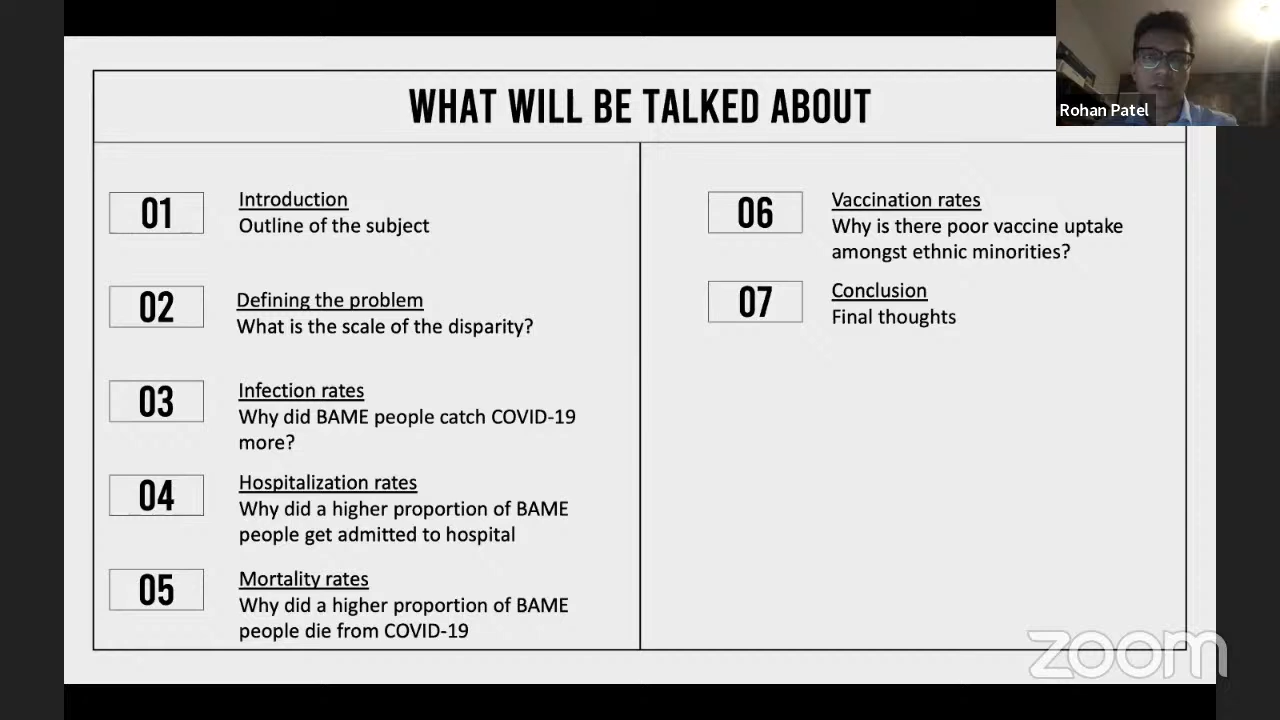 WHAT WILL BE TALKED ABOUT
Rohan Patel
01
Introduction
Outline of the subject
02
Defining the problem
What is the scale of the disparity?
03
Infection rates
Why did BAME people catch COVID-19
more?
04
Hospitalization rates
Why did a higher proportion of BAME
people get admitted to hospital
05
Mortality rates
Why did a higher proportion of BAME
people die from COVID-19
06
Vaccination rates
Why is there poor vaccine uptake
amongst ethnic minorities?
07
Conclusion
Final thoughts
zoom